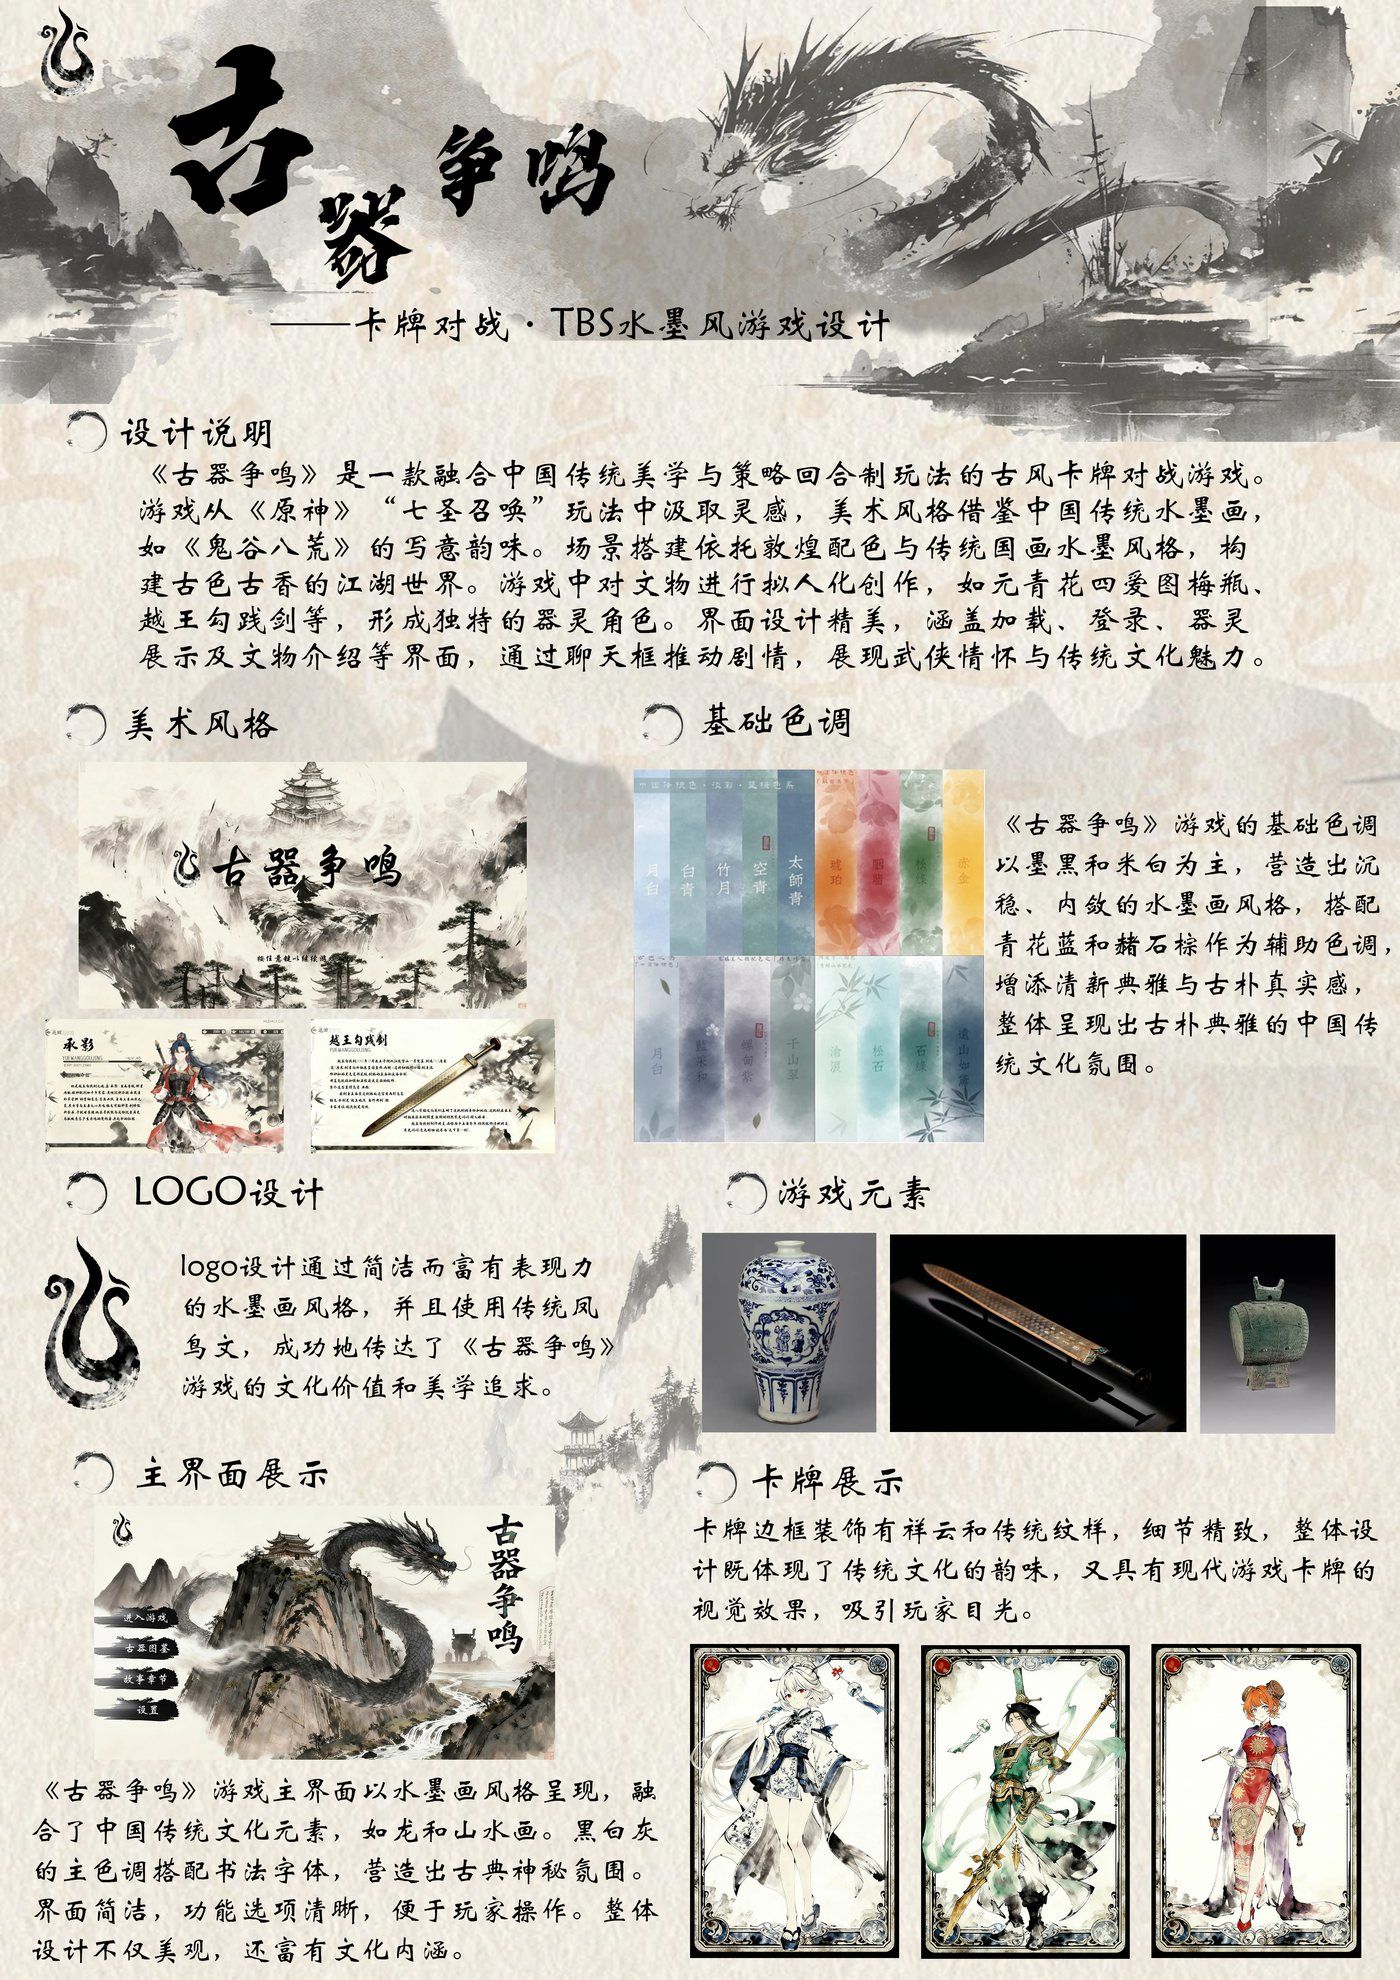 古器争鸣
——卡牌对战·TBS水墨风游戏设计
设计说明
《古器争鸣》是一款融合中国传统美学与策略回合制玩法的古风卡牌对战游戏。
游戏从《原神》“七圣召唤”玩法中汲取灵感，美术风格借鉴中国传统水墨画，
如《鬼谷八荒》的写意韵味。场景搭建依托敦煌配色与传统国画水墨风格，构
建古色古香的江湖世界。游戏中对文物进行拟人化创作，如元青花四爱图梅瓶、
越王勾践剑等，形成独特的器灵角色。界面设计精美，涵盖加载、登录、器灵
展示及文物介绍等界面，通过聊天框推动剧情，展现武侠情怀与传统文化魅力。
美术风格
古器争鸣
按住意键以继续游
承影
YUEWANGGOUJING
越王勾践剑
YUEWANGGOUJING
基础色调
中国传统色·淡彩·蓝桉色系
月白
白青
竹月
空青
太師青
琥珀
胭脂
松绿
赤金
月白
藍采和
螺甸紫
千山翠
沧浪
松石
石绿
遠山如黛
《古器争鸣》游戏的基础色调
以墨黑和米白为主，营造出沉
稳、内敛的水墨画风格，搭配
青花蓝和赭石棕作为辅助色调，
增添清新典雅与古朴真实感，
整体呈现出古朴典雅的中国传
统文化氛围。
LOGO设计
logo设计通过简洁而富有表现力
的水墨画风格，并且使用传统凤
鸟文，成功地传达了《古器争鸣》
游戏的文化价值和美学追求。
游戏元素
主界面展示
古器争鸣
进入游戏
古器图鉴
故事章节
设置
《古器争鸣》游戏主界面以水墨画风格呈现，融
合了中国传统文化元素，如龙和山水画。黑白灰
的主色调搭配书法字体，营造出古典神秘氛围。
界面简洁，功能选项清晰，便于玩家操作。整体
设计不仅美观，还富有文化内涵。
卡牌展示
卡牌边框装饰有祥云和传统纹样，细节精致，整体设
计既体现了传统文化的韵味，又具有现代游戏卡牌的
视觉效果，吸引玩家目光。